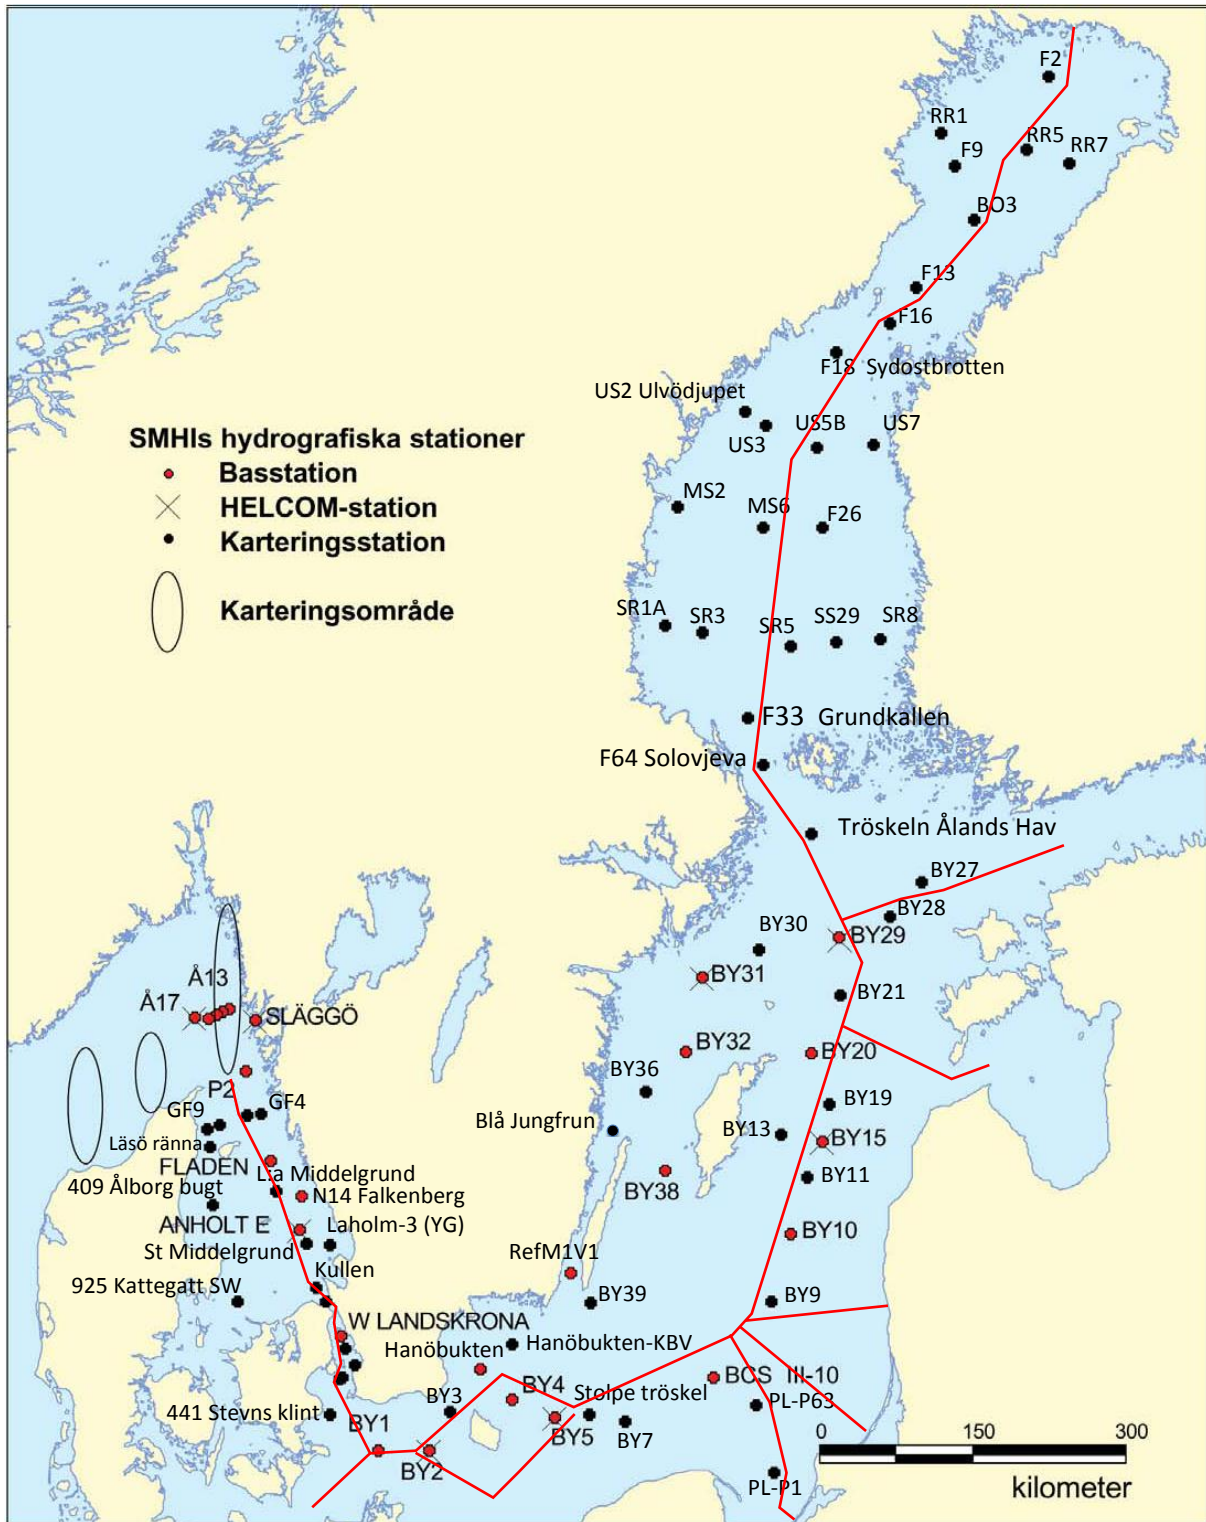 F2
RR1
RR5
RR7
F9
BO3
F13
F16
F18 Sydostbrotten
US2 Ulvödjupet
US3
US5B
US7
SMHIs hydrografiska stationer
Basstation
HELCOM-station
Karteringsstation
Karteringsområde
MS2
MS6
F26
SR1A
SR3
SR5
SS29
SR8
F33 Grundkallen
F64 Solovjeva
Tröskeln Ålands Hav
BY27
BY28
BY29
BY30
BY31
BY21
Å13
Å17
SLÄGGÖ
BY32
BY20
BY36
P2
GF4
GF9
BY19
Blå Jungfrun
BY13
BY15
Läsö ränna
FLADEN
L:a Middelgrund
409 Ålborg bugt
N14 Falkenberg
BY38
BY11
ANHOLT E
Laholm-3 (YG)
St Middelgrund
BY10
RefM1V1
Kullen
925 Kattegatt SW
BY39
BY9
W LANDSKRONA
Hanöbukten
Hanöbukten-KBV
BCS III-10
BY4
Stolpe tröskel
PL-P63
BY3
441 Stevns klint
BY1
BY5
BY7
BY2
PL-P1
0 150 300
kilometer